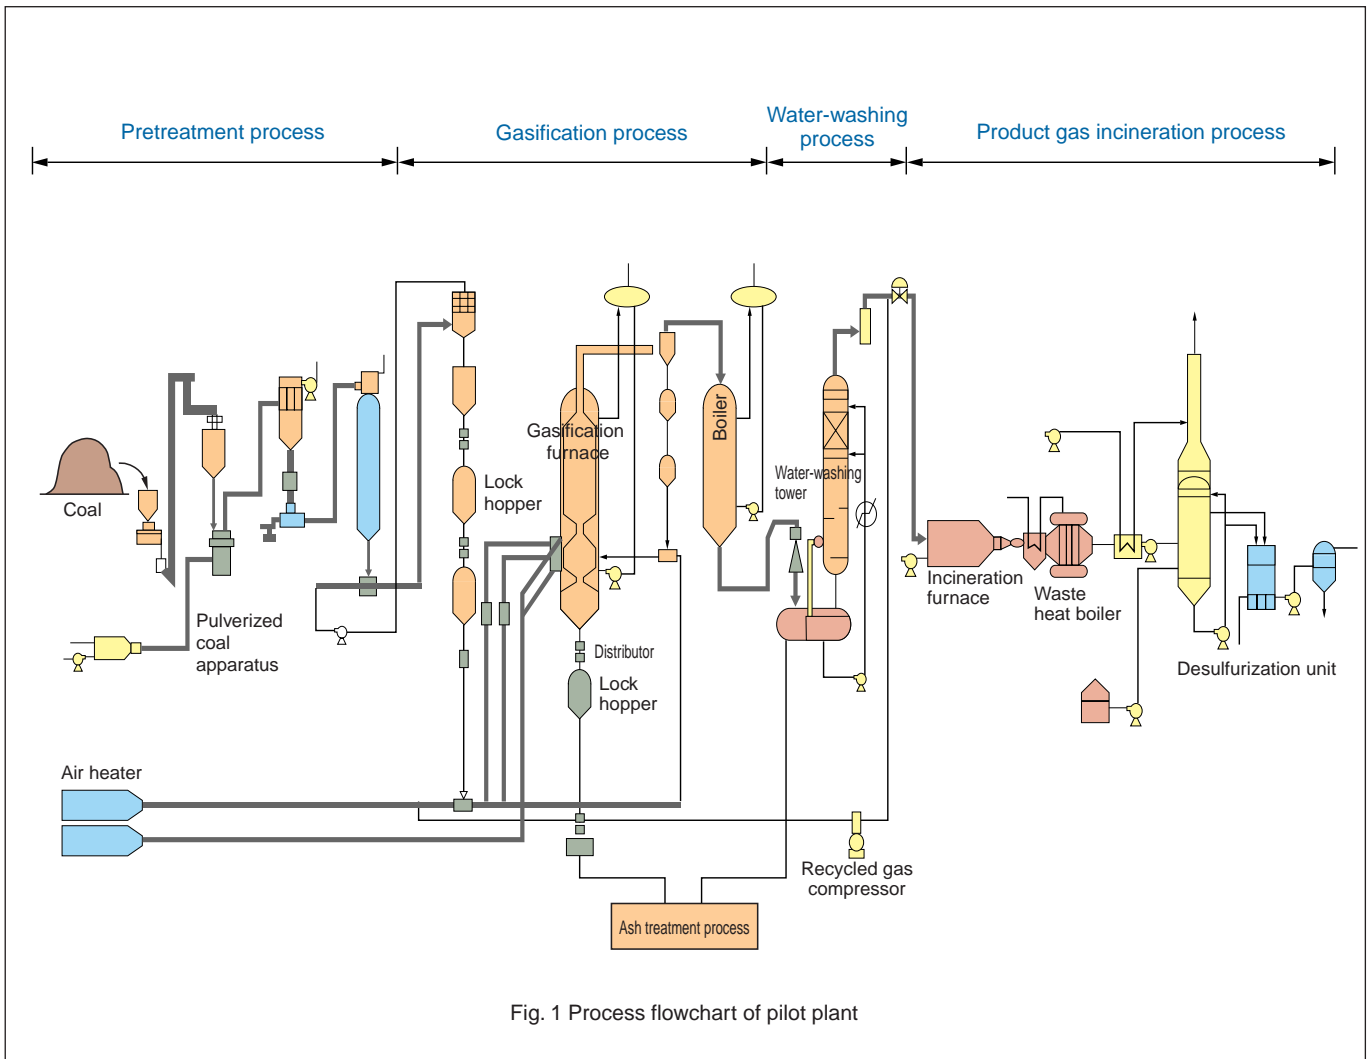 Pretreatment process
Gasification process
Water-washing
process
Product gas incineration process
Coal
Pulverized
coal
apparatus
Lock
hopper
Gasification
furnace
Boiler
Water-washing
tower
Distributor
Lock
hopper
Incineration
furnace
Waste
heat boiler
Desulfurization unit
Air heater
Recycled gas
compressor
Ash treatment process
Fig. 1 Process flowchart of pilot plant